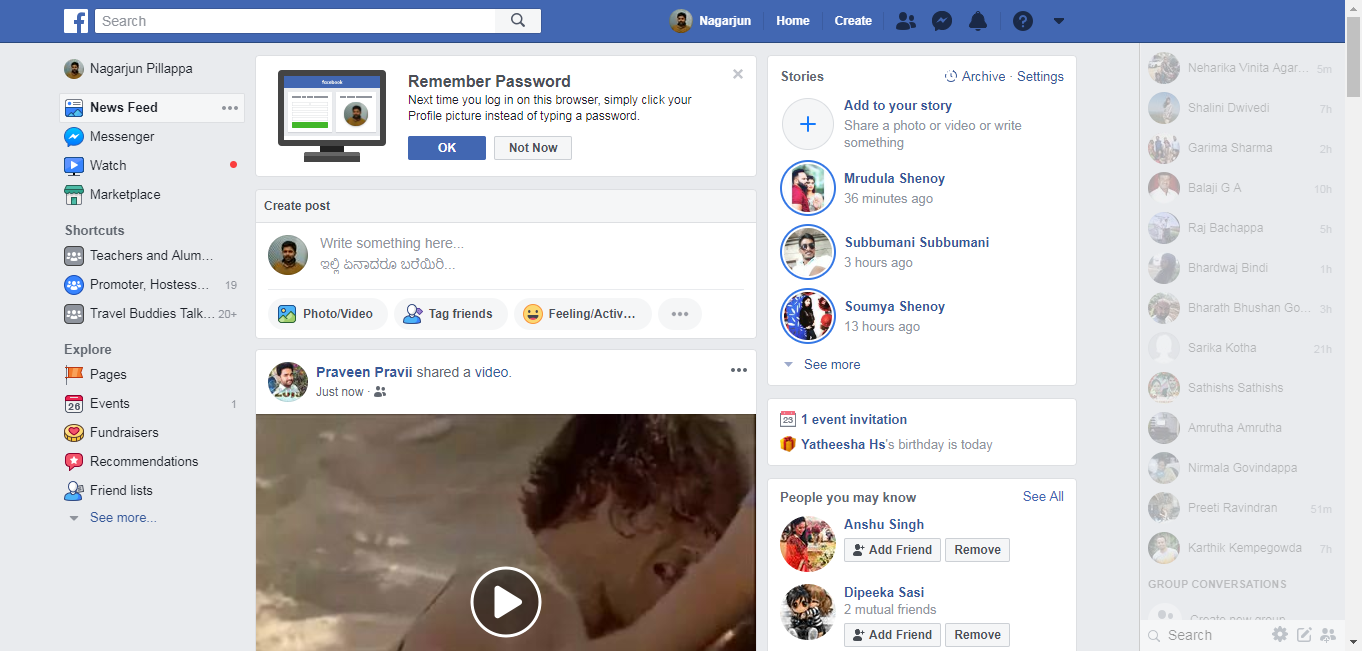 Search
Nagarjun
Home
Create
Nagarjun Pillappa
News Feed
Messenger
Watch
Marketplace
Shortcuts
Teachers and Alum...
Promoter, Hostess... 19
Travel Buddies Talk... 20+
Explore
Pages
26 Events 1
Fundraisers
Recommendations
Friend lists
See more...
facebook
Remember Password
Next time you log in on this browser, simply click your
Profile picture instead of typing a password.
OK
Not Now
Create post
Write something here...
ಇಲ್ಲಿ ಏನಾದರೂ ಬರೆಯಿರಿ...
Photo/Video
Tag friends
Feeling/Activ...
Praveen Pravii shared a video.
Just now ·
Stories
Archive · Settings
Add to your story
Share a photo or video or write
something
Mrudula Shenoy
36 minutes ago
Subbumani Subbumani
3 hours ago
Soumya Shenoy
13 hours ago
See more
23 1 event invitation
Yatheesha Hs's birthday is today
People you may know
See All
Anshu Singh
Add Friend
Remove
Dipeeka Sasi
2 mutual friends
Add Friend
Remove
Neharika Vinita Agar... 5m
Shalini Dwivedi 7h
Garima Sharma 2h
Balaji G A 10h
Raj Bachappa 5h
Bhardwaj Bindi 1h
Bharath Bhushan Go... 3h
Sarika Kotha 21h
Sathishs Sathishs
Amrutha Amrutha
Nirmala Govindappa
Preeti Ravindran 51m
Karthik Kempegowda 7h
GROUP CONVERSATIONS
Create new group
Search